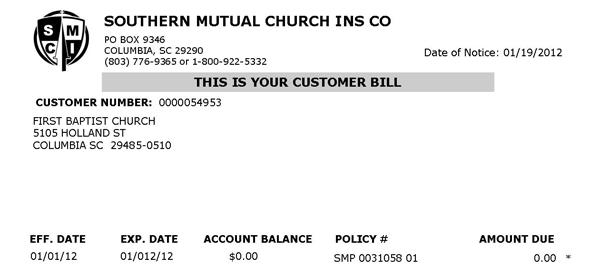 SOUTHERN MUTUAL CHURCH INS CO
S M
C I
PO BOX 9346
COLUMBIA, SC 29290
(803) 776-9365 or 1-800-922-5332
Date of Notice: 01/19/2012
THIS IS YOUR CUSTOMER BILL
CUSTOMER NUMBER: 0000054953
FIRST BAPTIST CHURCH
5105 HOLLAND ST
COLUMBIA SC 29485-0510
EFF. DATE EXP. DATE ACCOUNT BALANCE POLICY # AMOUNT DUE
01/01/12 01/012/12 $0.00 SMP 0031058 01 0.00 *